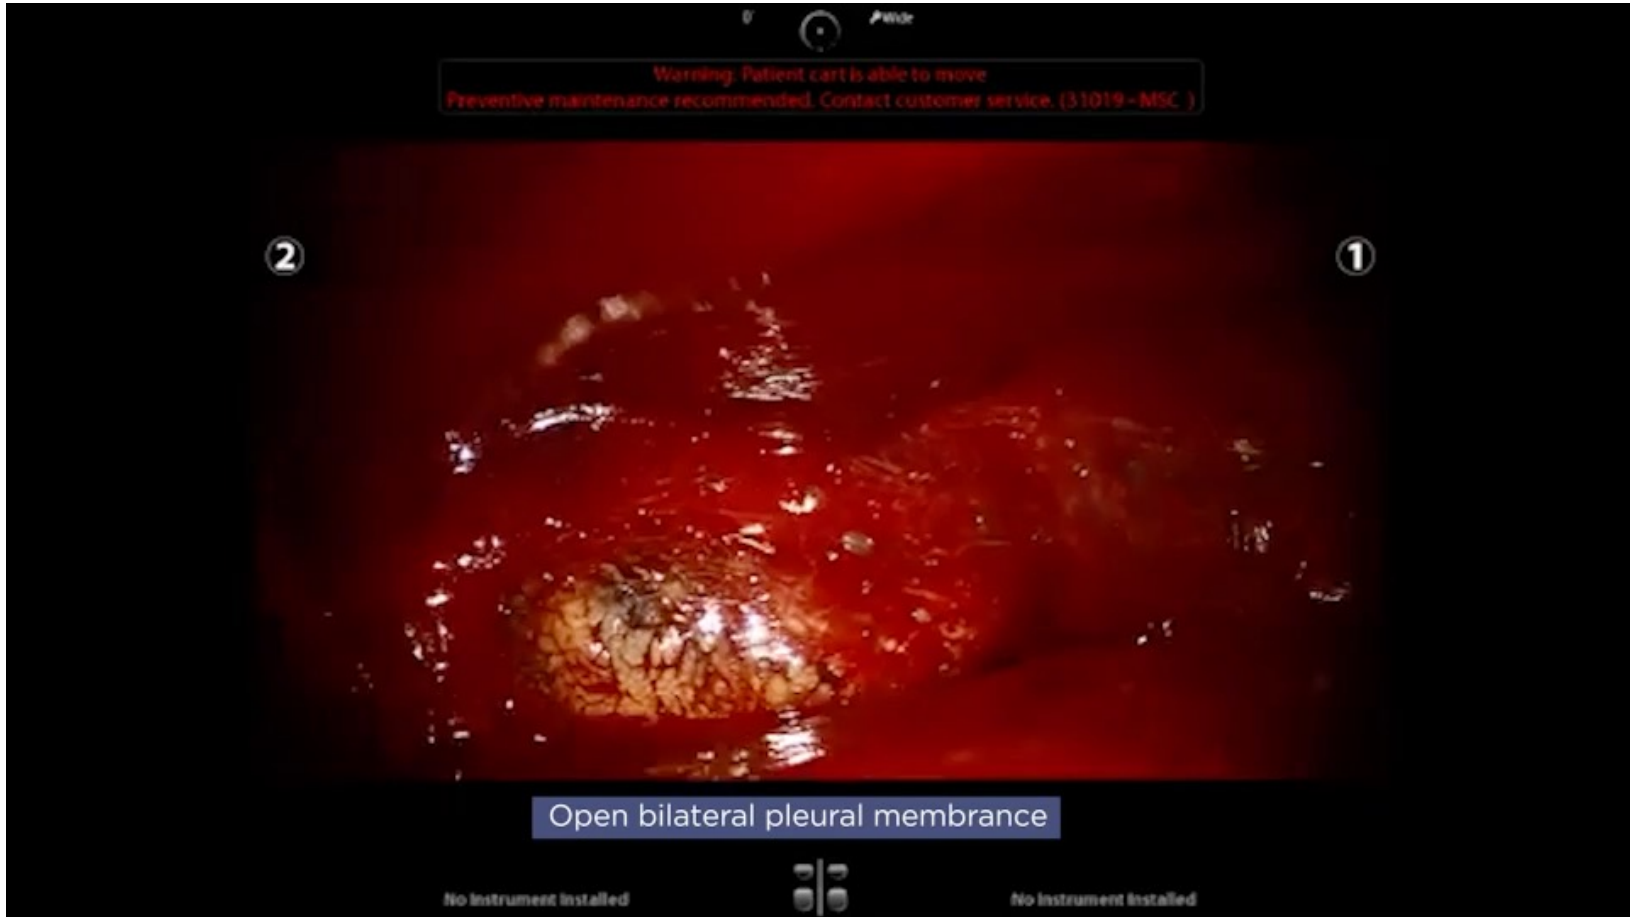 0°
Wide
Warning: Patient cart is able to move
Preventive maintenance recommended. Contact customer service. (31019 - MSC )
2
1
Open bilateral pleural membrance
No Instrument Installed
No Instrument Installed